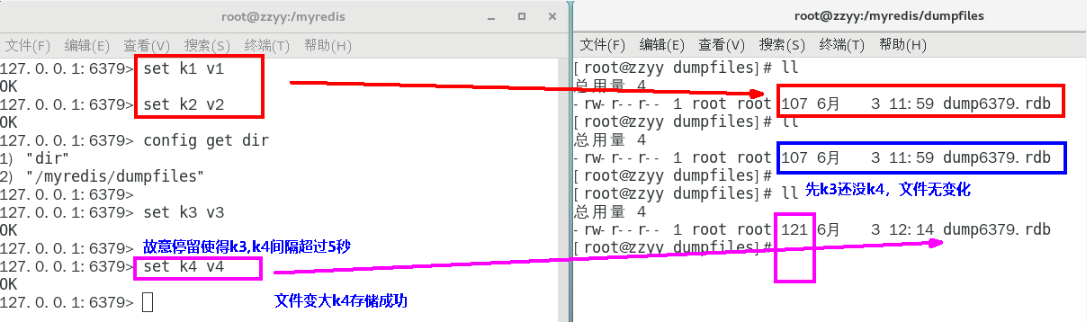 root@zzyy:/myredis
文件(F) 编辑(E) 查看(V) 搜索(S) 终端(T) 帮助(H)
127.0.0.1:6379> set k1 v1
OK
127.0.0.1:6379> set k2 v2
OK
127.0.0.1:6379> config get dir
1) "dir"
2) "/myredis/dumpfiles"
127.0.0.1:6379>
127.0.0.1:6379> set k3 v3
OK
故意停留使得k3,k4间隔超过5秒
127.0.0.1:6379> set k4 v4
OK
文件变大k4存储成功
127.0.0.1:6379>
root@zzyy:/myredis/dumpfiles
文件(F) 编辑(E) 查看(V) 搜索(S) 终端(T) 帮助(H)
[root@zzyy dumpfiles]# ll
总用量 4
-rw-r--r-- 1 root root 107 6月 3 11:59 dump6379.rdb
[root@zzyy dumpfiles]# ll
总用量 4
-rw-r--r-- 1 root root 107 6月 3 11:59 dump6379.rdb
[root@zzyy dumpfiles]#
先k3还没k4，文件无变化
[root@zzyy dumpfiles]# ll
总用量 4
-rw-r--r-- 1 root root 121 6月 3 12:14 dump6379.rdb
[root@zzyy dumpfiles]#